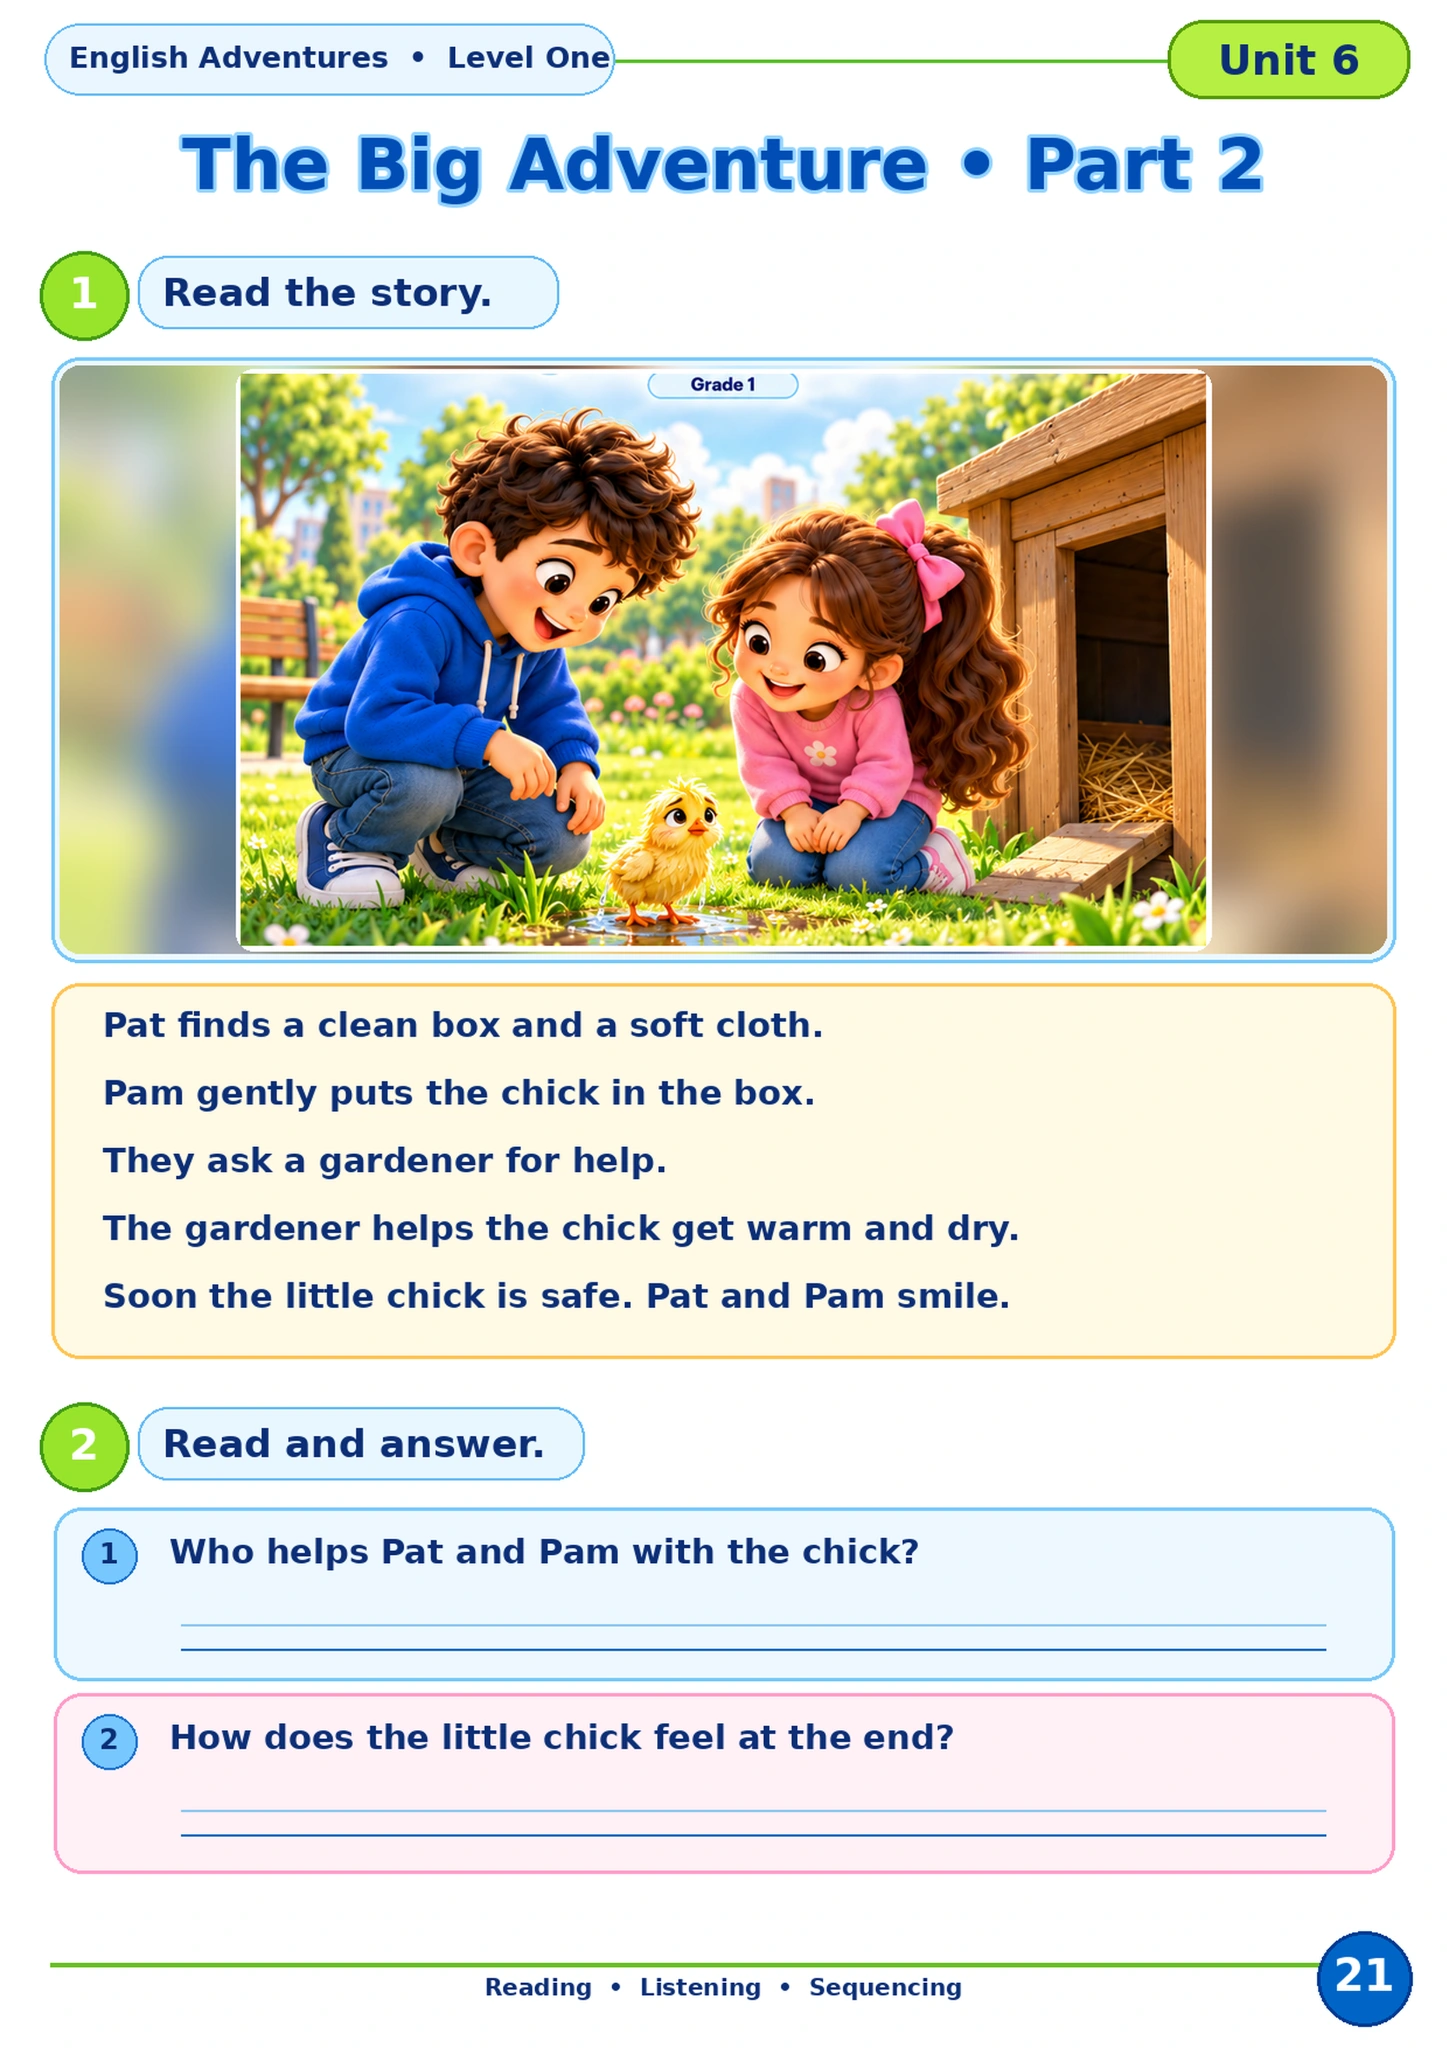 English Adventures • Level One
Unit 6
The Big Adventure • Part 2
1 Read the story.
Grade 1
Pat finds a clean box and a soft cloth.
Pam gently puts the chick in the box.
They ask a gardener for help.
The gardener helps the chick get warm and dry.
Soon the little chick is safe. Pat and Pam smile.
2 Read and answer.
1 Who helps Pat and Pam with the chick?
2 How does the little chick feel at the end?
Reading • Listening • Sequencing
21